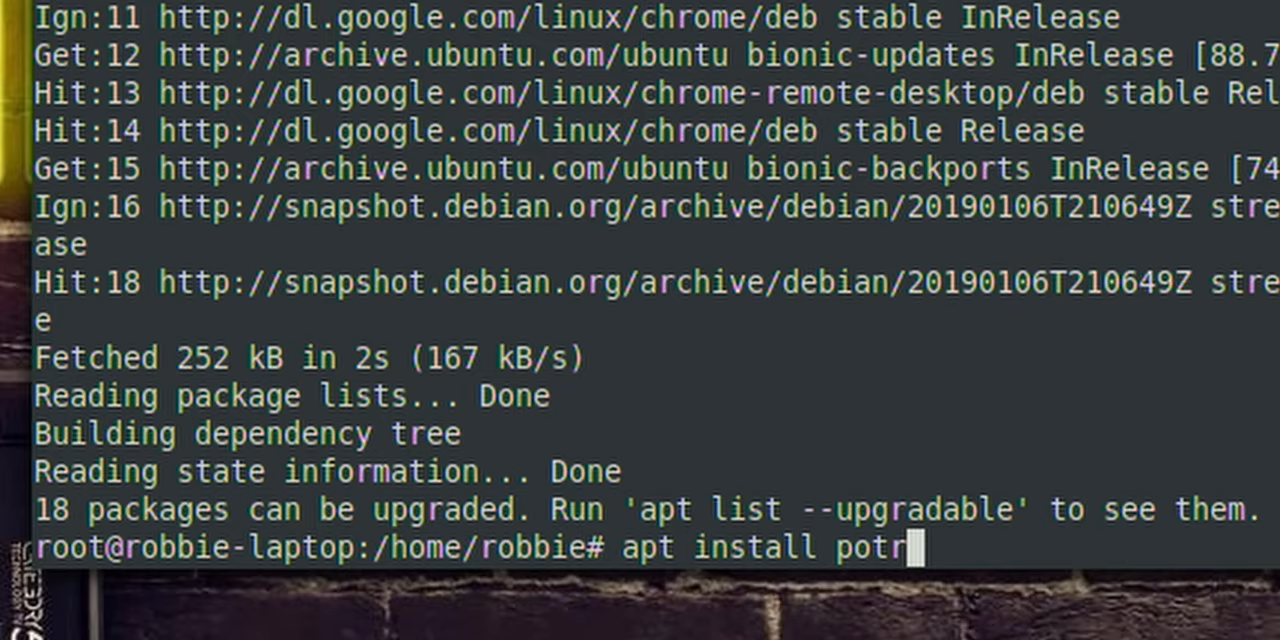 Ign:11 http://dl.google.com/linux/chrome/deb stable InRelease
Get:12 http://archive.ubuntu.com/ubuntu bionic-updates InRelease [88.7
Hit:13 http://dl.google.com/linux/chrome-remote-desktop/deb stable Rel
Hit:14 http://dl.google.com/linux/chrome/deb stable Release
Get:15 http://archive.ubuntu.com/ubuntu bionic-backports InRelease [74
Ign:16 http://snapshot.debian.org/archive/debian/20190106T210649Z stre
ase
Hit:18 http://snapshot.debian.org/archive/debian/20190106T210649Z stre
e
Fetched 252 kB in 2s (167 kB/s)
Reading package lists... Done
Building dependency tree
Reading state information... Done
18 packages can be upgraded. Run 'apt list --upgradable' to see them.
root@robbie-laptop:/home/robbie# apt install potr